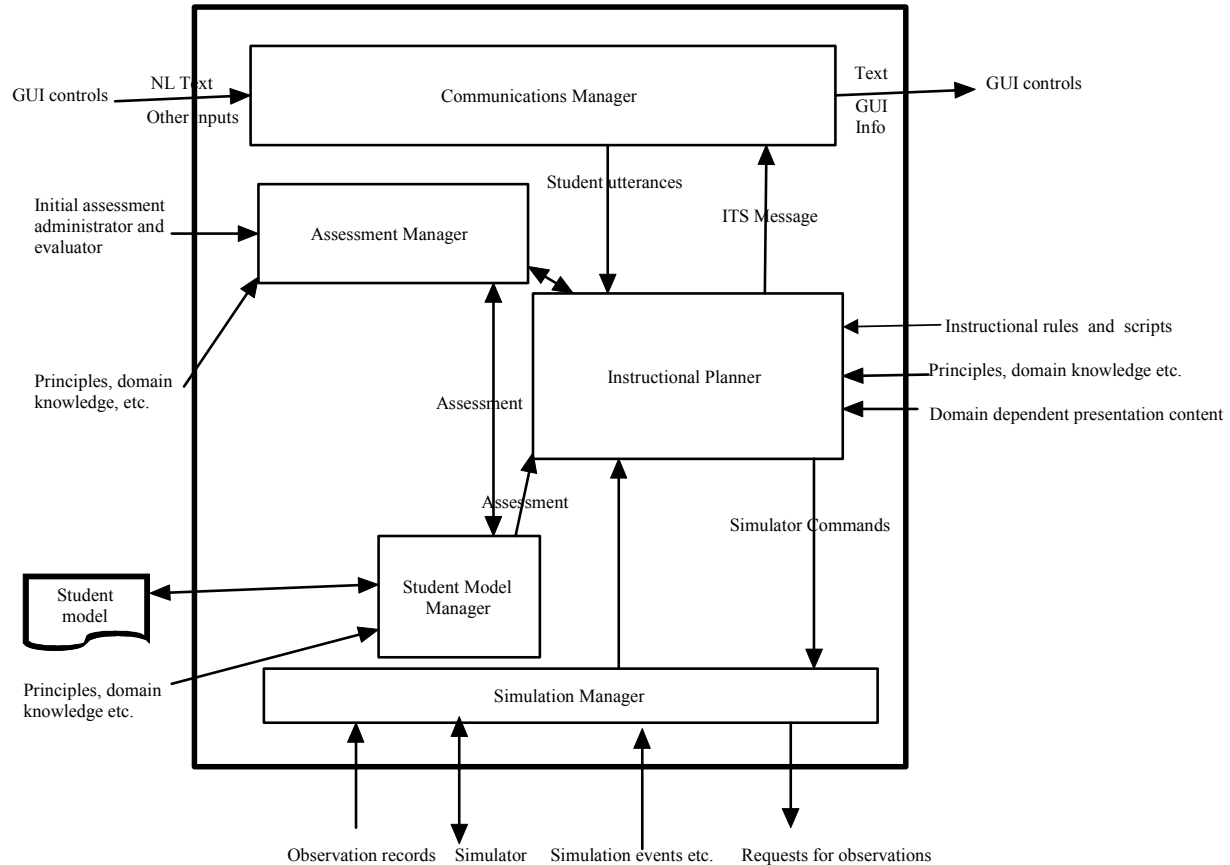 GUI controls
NL Text
Other inputs
Communications Manager
Text
GUI
Info
GUI controls
Student utterances
ITS Message
Initial assessment
administrator and
evaluator
Assessment Manager
Principles, domain
knowledge, etc.
Assessment
Instructional Planner
Instructional rules and scripts
Principles, domain knowledge etc.
Domain dependent presentation content
Assessment
Simulator Commands
Student
model
Student Model
Manager
Principles, domain
knowledge etc.
Simulation Manager
Observation records
Simulator
Simulation events etc.
Requests for observations